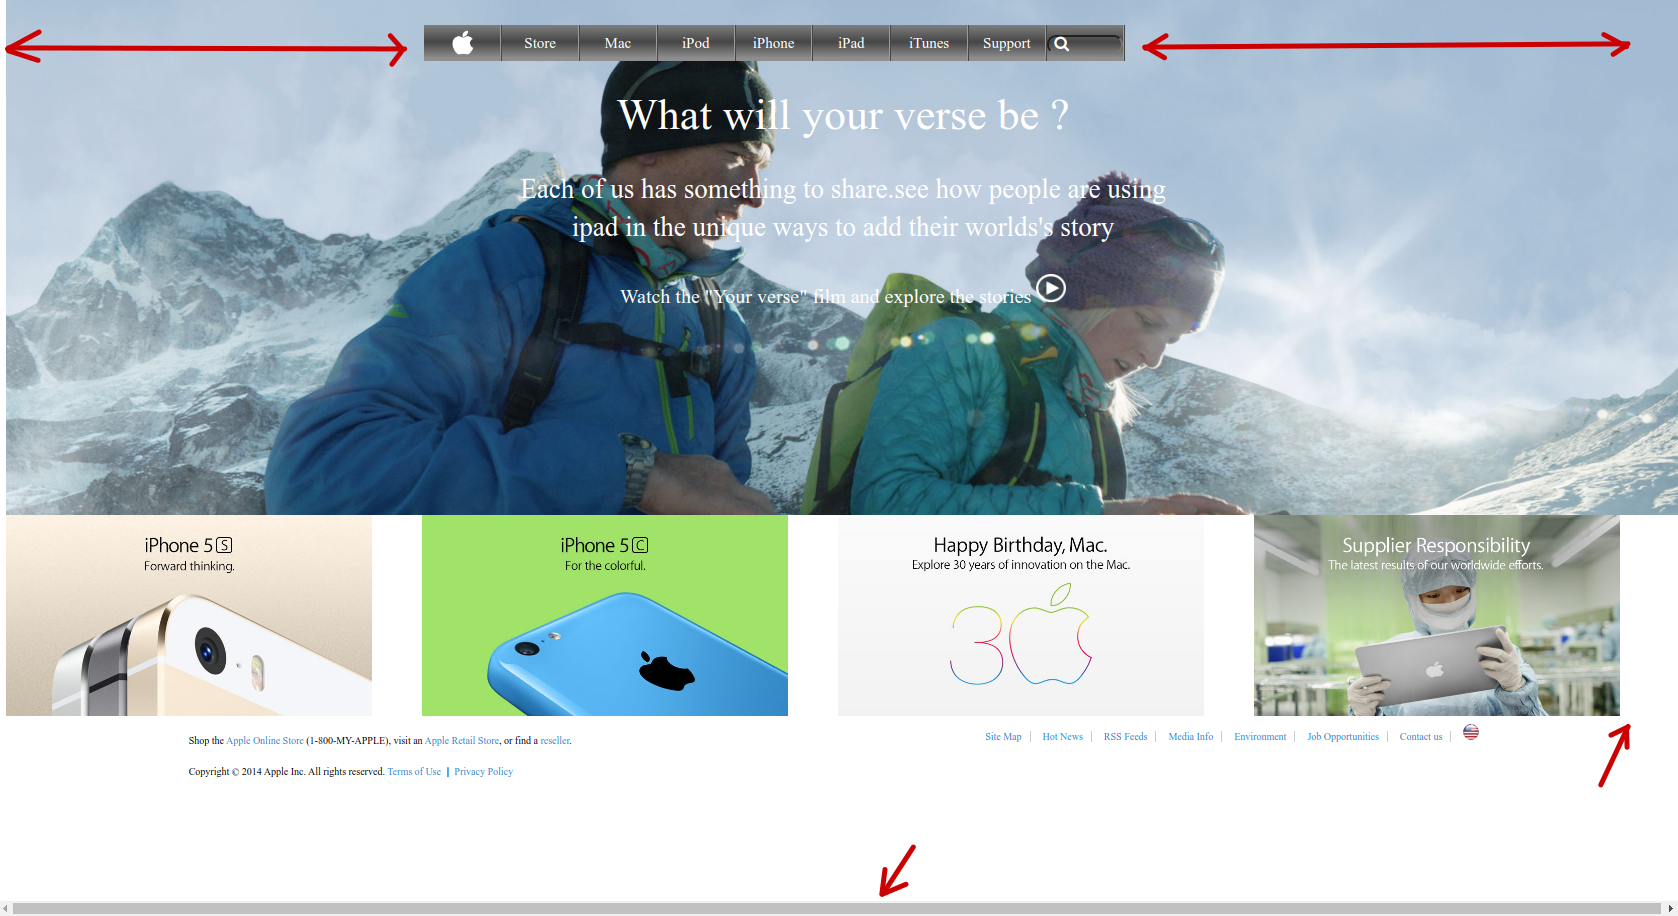 Store Mac iPod iPhone iPad iTunes Support
What will your verse be ?
Each of us has something to share.see how people are using
ipad in the unique ways to add their worlds's story
Watch the "Your verse" film and explore the stories
iPhone 5S
Forward thinking.
iPhone 5C
For the colorful.
Happy Birthday, Mac.
Explore 30 years of innovation on the Mac.
30
Supplier Responsibility
The latest results of our worldwide efforts.
Shop the Apple Online Store (1-800-MY-APPLE), visit an Apple Retail Store, or find a reseller.
Site Map | Hot News | RSS Feeds | Media Info | Environment | Job Opportunities | Contact us |
Copyright © 2014 Apple Inc. All rights reserved. Terms of Use | Privacy Policy